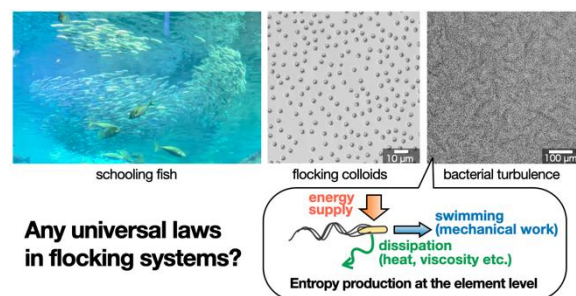 schooling fish
10 μm
flocking colloids
100 μm
bacterial turbulence
Any universal laws
in flocking systems?
energy
supply
swimming
(mechanical work)
dissipation
(heat, viscosity etc.)
Entropy production at the element level